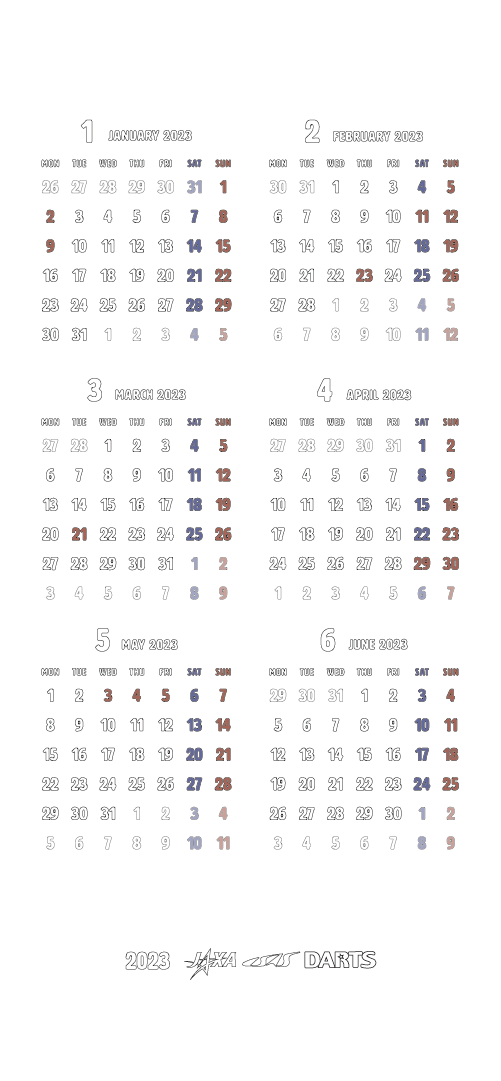 1 JANUARY 2023
MON TUE WED THU FRI SAT SUN
26 27 28 29 30 31 1
2 3 4 5 6 7 8
9 10 11 12 13 14 15
16 17 18 19 20 21 22
23 24 25 26 27 28 29
30 31 1 2 3 4 5
2 FEBRUARY 2023
MON TUE WED THU FRI SAT SUN
30 31 1 2 3 4 5
6 7 8 9 10 11 12
13 14 15 16 17 18 19
20 21 22 23 24 25 26
27 28 1 2 3 4 5
6 7 8 9 10 11 12
3 MARCH 2023
MON TUE WED THU FRI SAT SUN
27 28 1 2 3 4 5
6 7 8 9 10 11 12
13 14 15 16 17 18 19
20 21 22 23 24 25 26
27 28 29 30 31 1 2
3 4 5 6 7 8 9
4 APRIL 2023
MON TUE WED THU FRI SAT SUN
27 28 29 30 31 1 2
3 4 5 6 7 8 9
10 11 12 13 14 15 16
17 18 19 20 21 22 23
24 25 26 27 28 29 30
1 2 3 4 5 6 7
5 MAY 2023
MON TUE WED THU FRI SAT SUN
1 2 3 4 5 6 7
8 9 10 11 12 13 14
15 16 17 18 19 20 21
22 23 24 25 26 27 28
29 30 31 1 2 3 4
5 6 7 8 9 10 11
6 JUNE 2023
MON TUE WED THU FRI SAT SUN
29 30 31 1 2 3 4
5 6 7 8 9 10 11
12 13 14 15 16 17 18
19 20 21 22 23 24 25
26 27 28 29 30 1 2
3 4 5 6 7 8 9
2023 JAXA ISAS DARTS